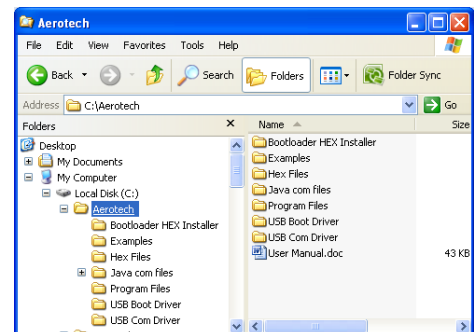 Aerotech
File Edit View Favorites Tools Help
Back Search Folders Folder Sync
Address C:\Aerotech Go
Folders x Name Size
Desktop
My Documents
My Computer
Local Disk (C:)
Aerotech
Bootloader HEX Installer
Examples
Hex Files
Java com files
Program Files
USB Boot Driver
USB Com Driver
Bootloader HEX Installer
Examples
Hex Files
Java com files
Program Files
USB Boot Driver
USB Com Driver
User Manual.doc 43 KB